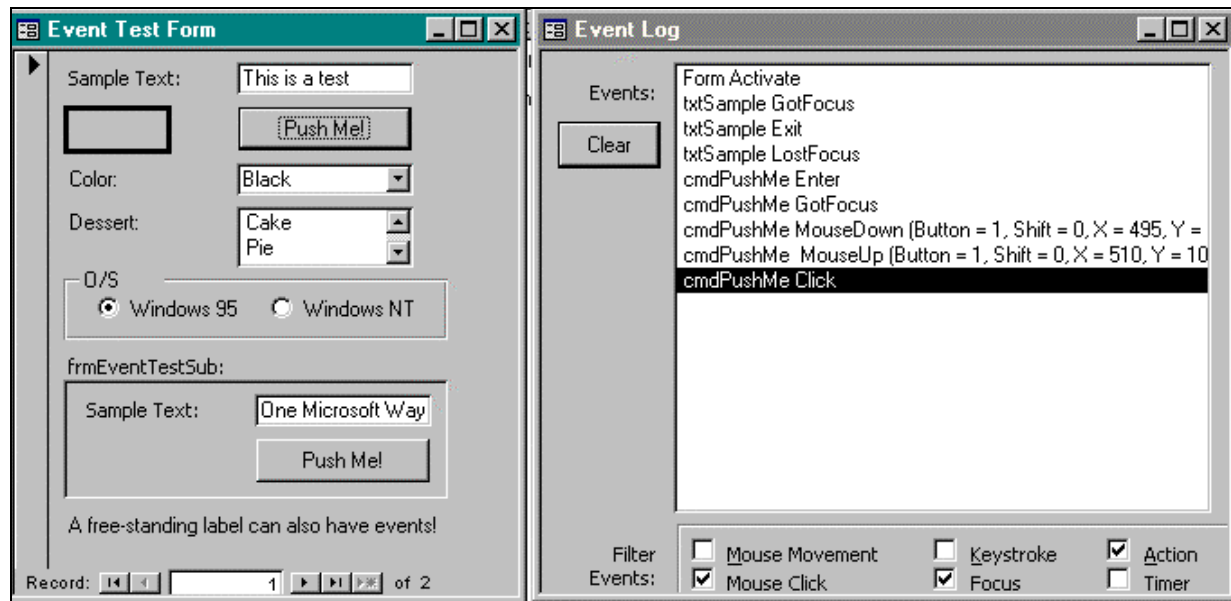 Event Test Form
Sample Text: This is a test
Push Me!
Color: Black
Dessert: Cake
Pie
O/S
Windows 95 Windows NT
frmEventTestSub:
Sample Text: One Microsoft Way
Push Me!
A free-standing label can also have events!
Record: 1 of 2
Event Log
Events:
Clear
Form Activate
txtSample GotFocus
txtSample Exit
txtSample LostFocus
cmdPushMe Enter
cmdPushMe GotFocus
cmdPushMe MouseDown (Button = 1, Shift = 0, X = 495, Y =
cmdPushMe MouseUp (Button = 1, Shift = 0, X = 510, Y = 10
cmdPushMe Click
Filter Events:
Mouse Movement Keystroke Action
Mouse Click Focus Timer